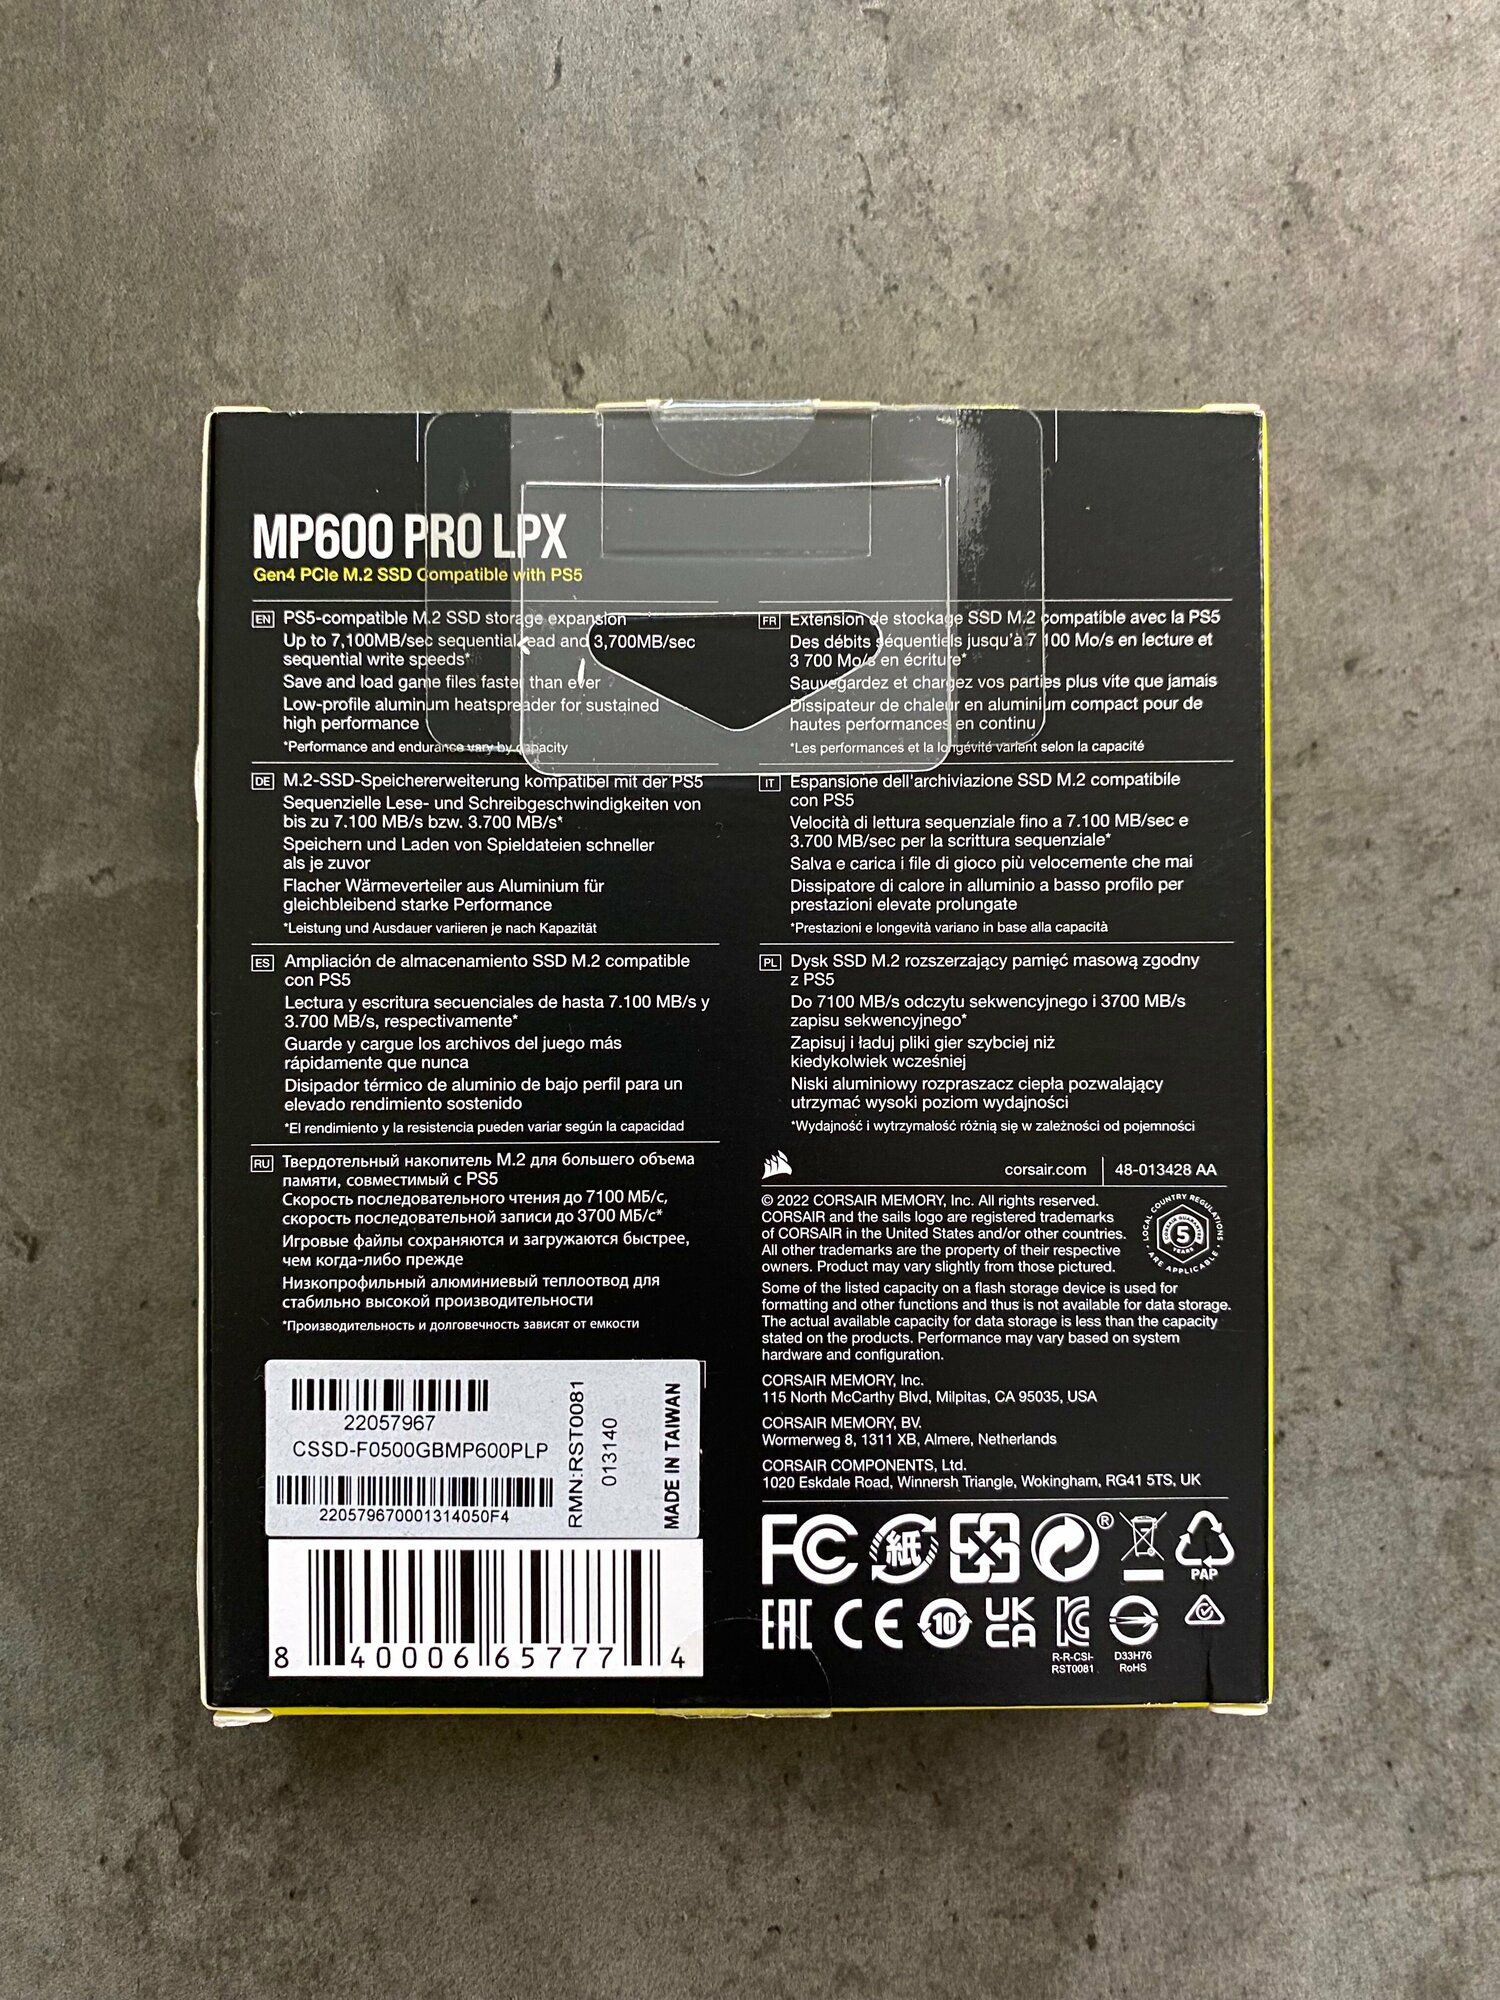 MP600 PRO LPX
Gen4 PCIe M.2 SSD Compatible with PS5
EN PS5-compatible M.2 SSD storage expansion
Up to 7,100MB/sec sequential read and 3,700MB/sec
sequential write speeds*
Save and load game files faster than ever
Low-profile aluminum heatspreader for sustained
high performance
*Performance and endurance vary by capacity
FR Extension de stockage SSD M.2 compatible avec la PS5
Des débits séquentiels jusqu'à 7 100 Mo/s en lecture et
3 700 Mo/s en écriture*
Sauvegardez et chargez vos parties plus vite que jamais
Dissipateur de chaleur en aluminium compact pour de
hautes performances en continu
*Les performances et la longévité varient selon la capacité
DE M.2-SSD-Speichererweiterung kompatibel mit der PS5
Sequenzielle Lese- und Schreibgeschwindigkeiten von
bis zu 7.100 MB/s bzw. 3.700 MB/s*
Speichern und Laden von Spieldateien schneller
als je zuvor
Flacher Wärmeverteiler aus Aluminium für
gleichbleibend starke Performance
*Leistung und Ausdauer variieren je nach Kapazität
IT Espansione dell'archiviazione SSD M.2 compatibile
con PS5
Velocità di lettura sequenziale fino a 7.100 MB/sec e
3.700 MB/sec per la scrittura sequenziale*
Salva e carica i file di gioco più velocemente che mai
Dissipatore di calore in alluminio a basso profilo per
prestazioni elevate prolungate
*Prestazioni e longevità variano in base alla capacità
ES Ampliación de almacenamiento SSD M.2 compatible
con PS5
Lectura y escritura secuenciales de hasta 7.100 MB/s y
3.700 MB/s, respectivamente*
Guarde y cargue los archivos del juego más
rápidamente que nunca
Disipador térmico de aluminio de bajo perfil para un
elevado rendimiento sostenido
*El rendimiento y la resistencia pueden variar según la capacidad
PL Dysk SSD M.2 rozszerzający pamięć masową zgodny
z PS5
Do 7100 MB/s odczytu sekwencyjnego i 3700 MB/s
zapisu sekwencyjnego*
Zapisuj i ładuj pliki gier szybciej niż
kiedykolwiek wcześniej
Niski aluminiowy rozpraszacz ciepła pozwalający
utrzymać wysoki poziom wydajności
*Wydajność i wytrzymałość różnią się w zależności od pojemności
RU Твердотельный накопитель M.2 для большего объема
памяти, совместимый с PS5
Скорость последовательного чтения до 7100 МБ/с,
скорость последовательной записи до 3700 МБ/с*
Игровые файлы сохраняются и загружаются быстрее,
чем когда-либо прежде
Низкопрофильный алюминиевый теплоотвод для
стабильно высокой производительности
*Производительность и долговечность зависят от емкости
corsair.com 48-013428 AA
© 2022 CORSAIR MEMORY, Inc. All rights reserved.
CORSAIR and the sails logo are registered trademarks
of CORSAIR in the United States and/or other countries.
All other trademarks are the property of their respective
owners. Product may vary slightly from those pictured.
LOCAL COUNTRY REGULATIONS
5
YEARS
ARE APPLICABLE
Some of the listed capacity on a flash storage device is used for
formatting and other functions and thus is not available for data storage.
The actual available capacity for data storage is less than the capacity
stated on the products. Performance may vary based on system
hardware and configuration.
CORSAIR MEMORY, Inc.
115 North McCarthy Blvd, Milpitas, CA 95035, USA
CORSAIR MEMORY, BV.
Wormerweg 8, 1311 XB, Almere, Netherlands
CORSAIR COMPONENTS, Ltd.
1020 Eskdale Road, Winnersh Triangle, Wokingham, RG41 5TS, UK
22057967
CSSD-F0500GBMP600PLP
220579670001314050F4
RMN:RST0081
013140
MADE IN TAIWAN
8 40006 65777 4
FC 紙 ® PAP
EAC CE 10 UK CA KC
R-R-CSI-
RST0081
D33H76
RoHS